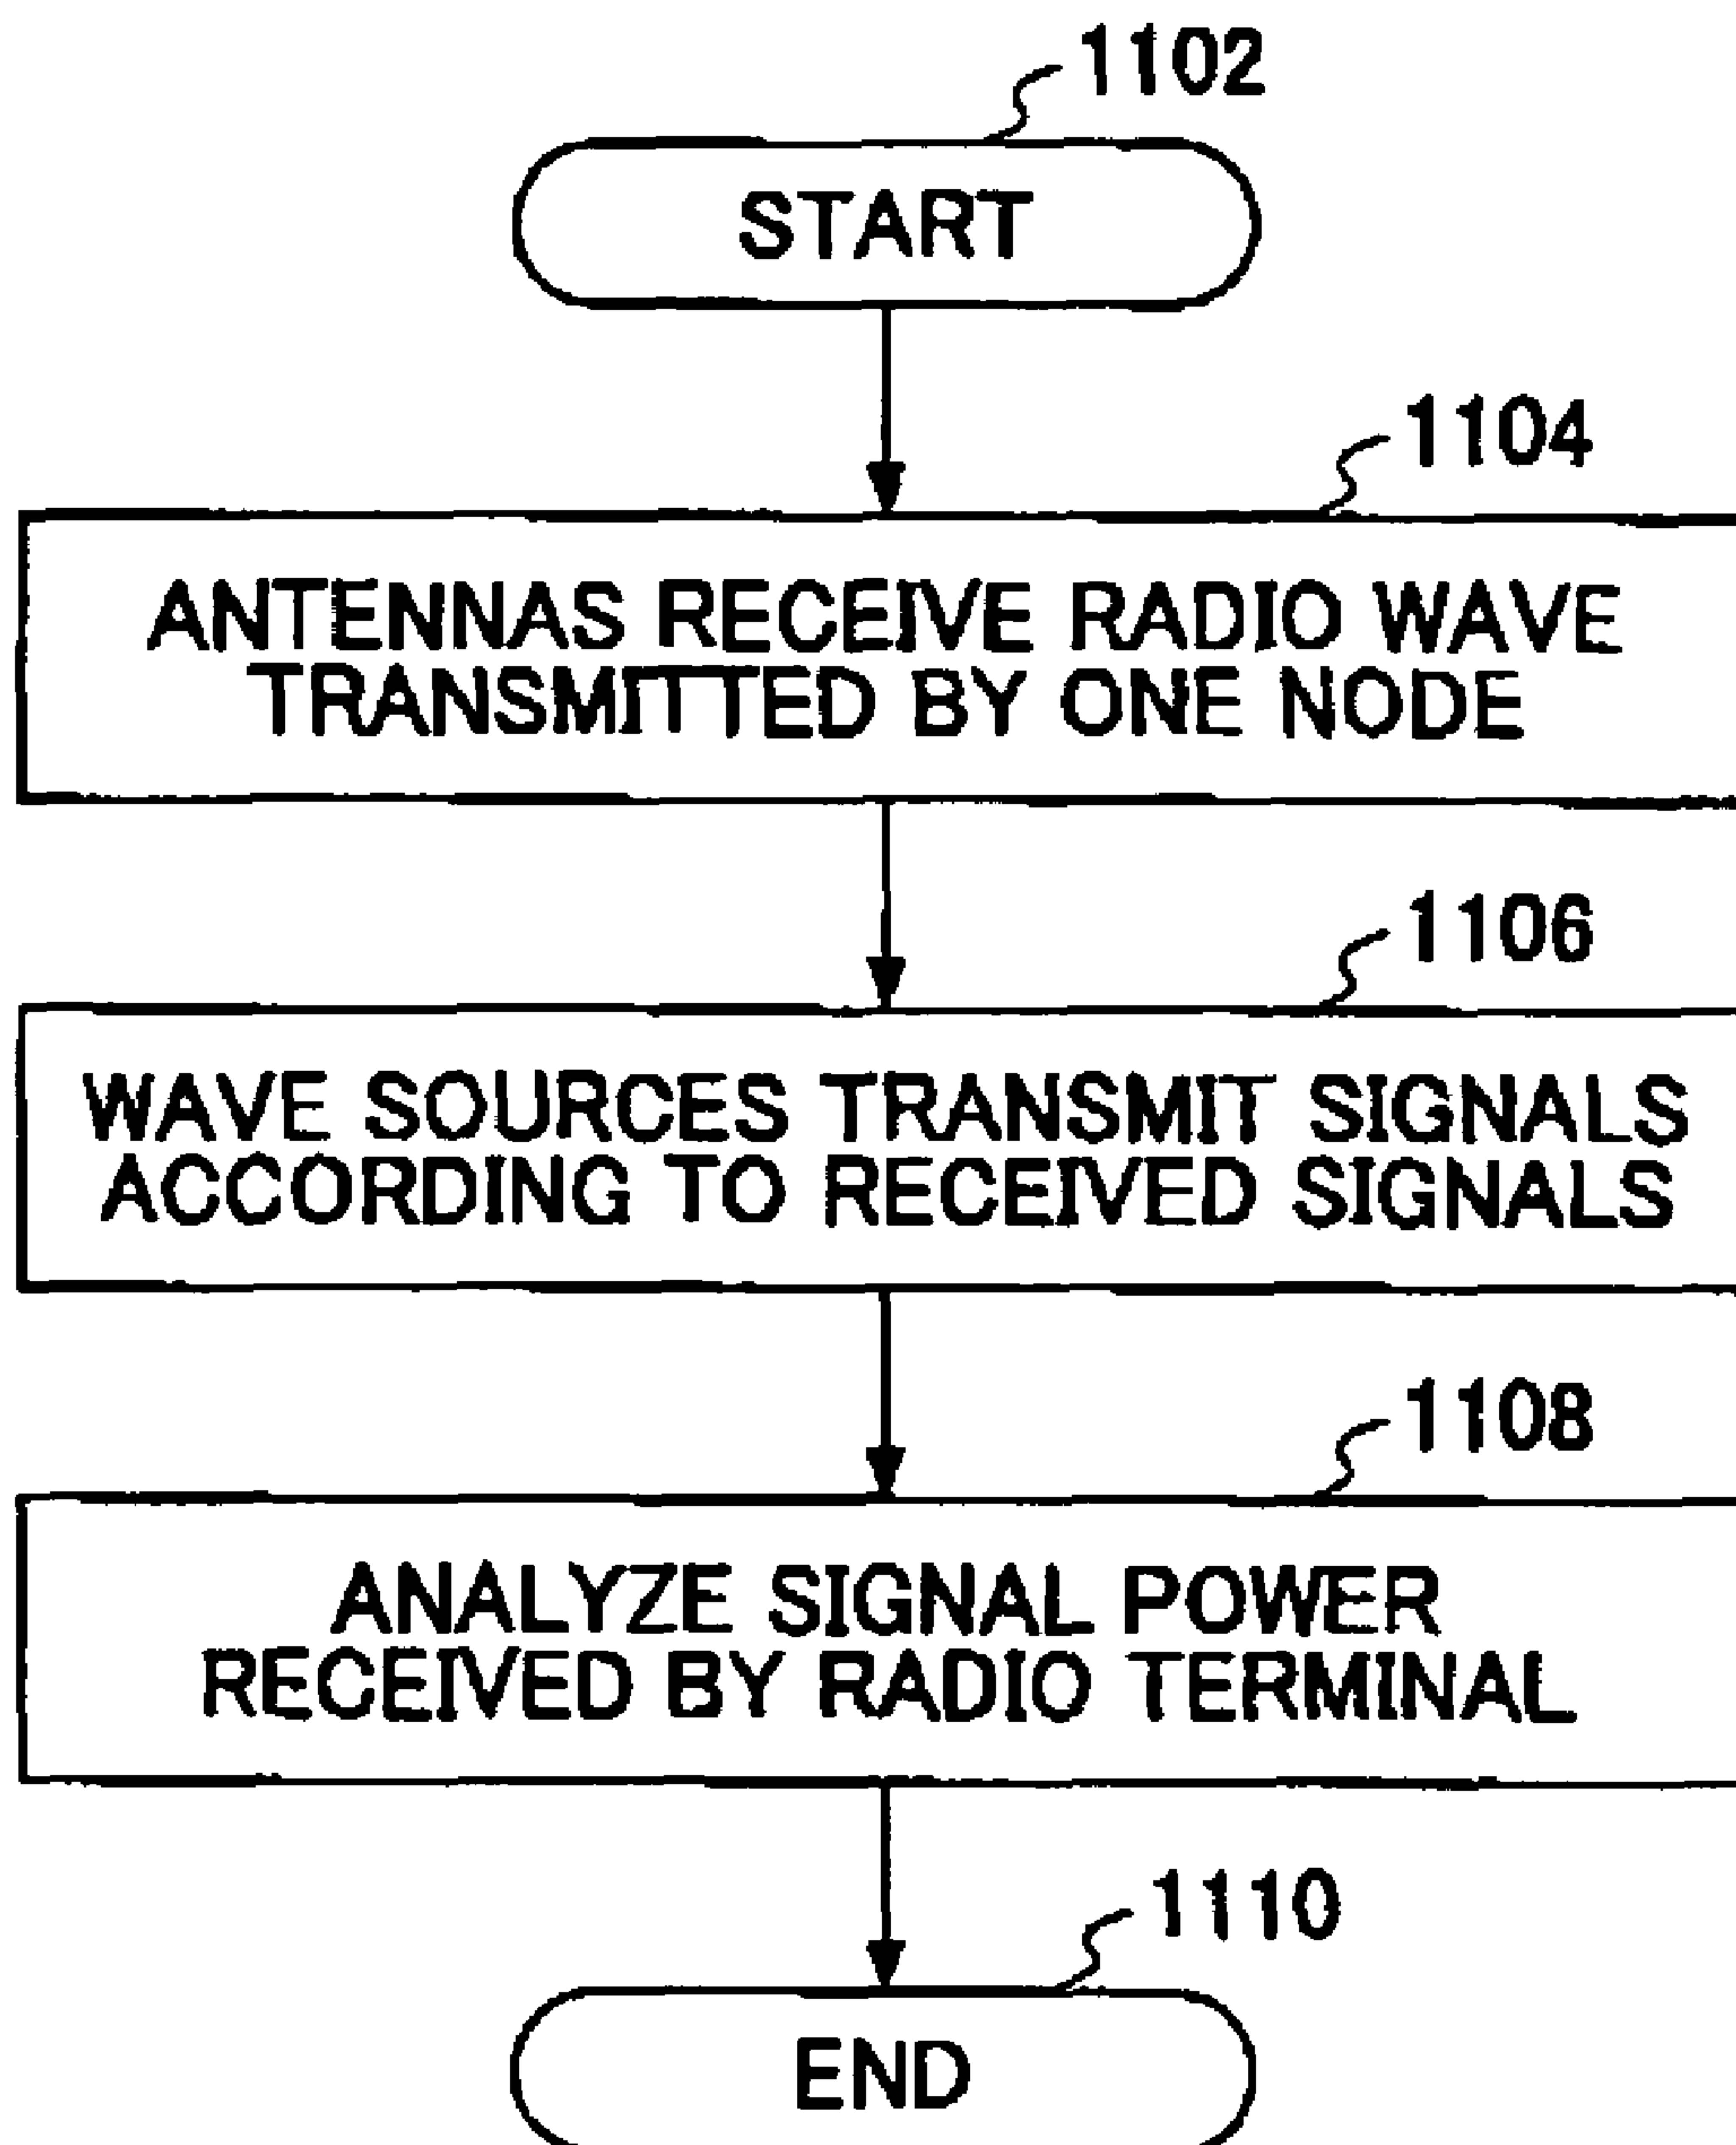 1102
START
1104
ANTENNAS RECEIVE RADIO WAVE
TRANSMITTED BY ONE NODE
1106
WAVE SOURCES TRANSMIT SIGNALS
ACCORDING TO RECEIVED SIGNALS
1108
ANALYZE SIGNAL POWER
RECEIVED BY RADIO TERMINAL
1110
END